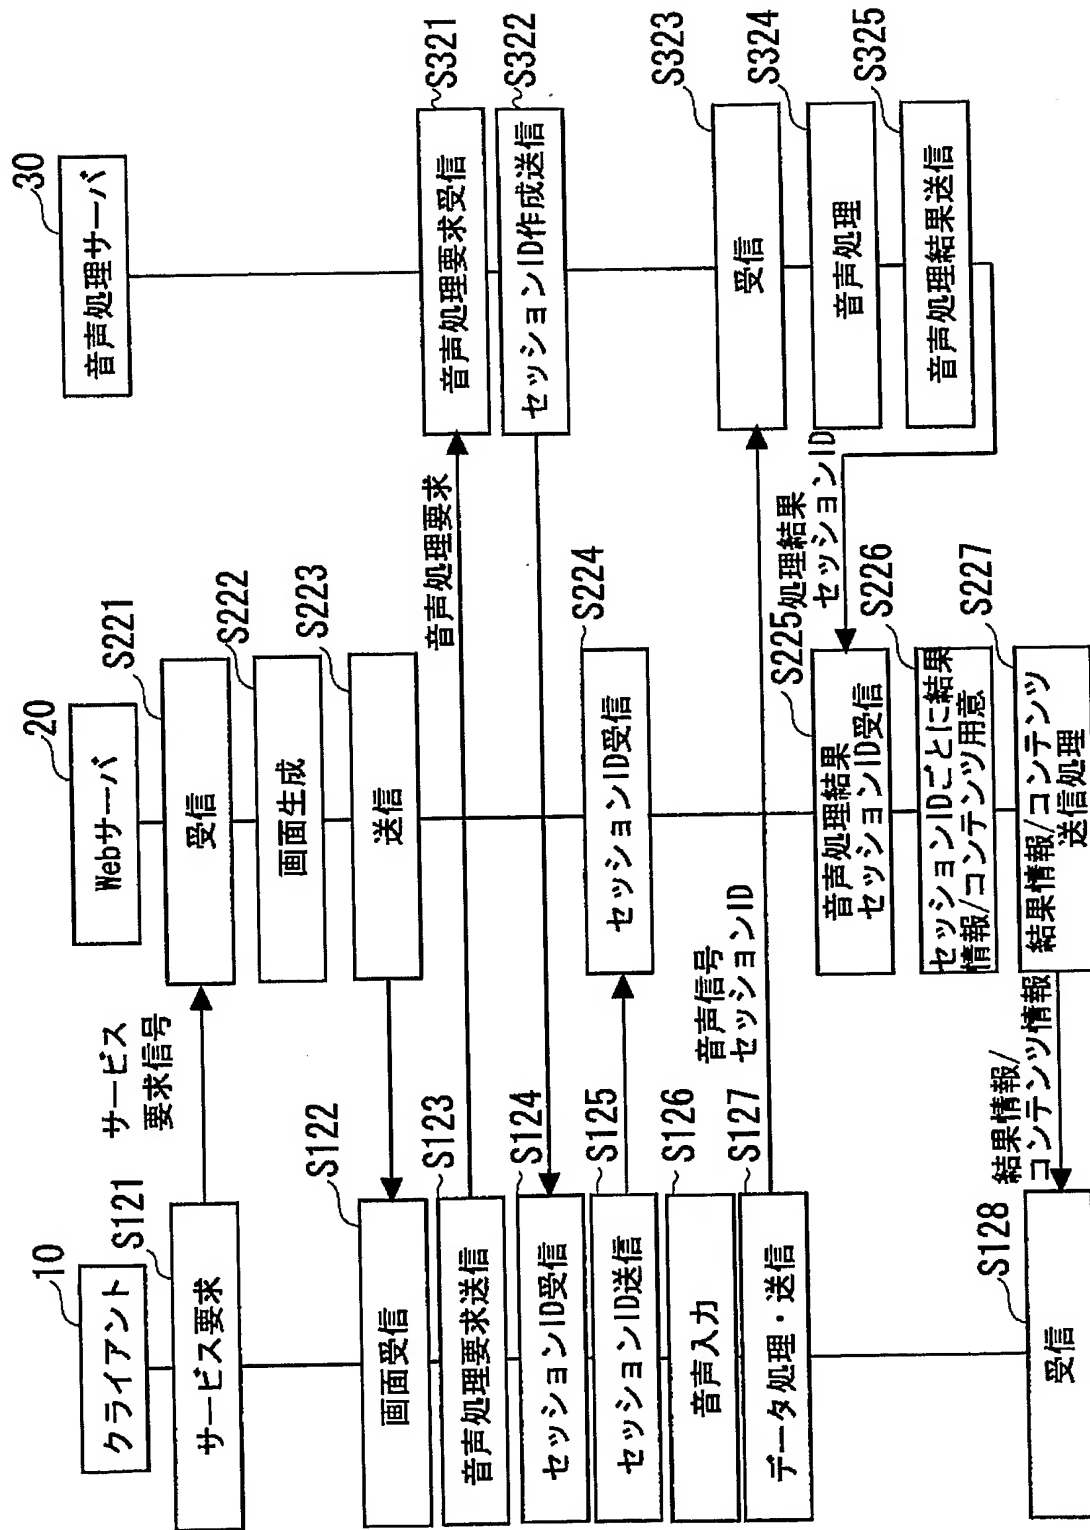 10
クライアント
S121
サービス要求
サービス
要求信号
S122
画面受信
S123
音声処理要求送信
S124
セッションID受信
S125
セッションID送信
S126
音声入力
S127
データ処理・送信
音声信号
セッションID
S128
受信
結果情報/
コンテンツ情報
20
Webサーバ
S221
受信
S222
画面生成
S223
送信
音声処理要求
S224
セッションID受信
S225
音声処理結果
セッションID受信
処理結果
セッションID
S226
セッションIDごとに結果
情報/コンテンツ用意
S227
結果情報/コンテンツ
送信処理
30
音声処理サーバ
S321
音声処理要求受信
S322
セッションID作成送信
S323
受信
S324
音声処理
S325
音声処理結果送信